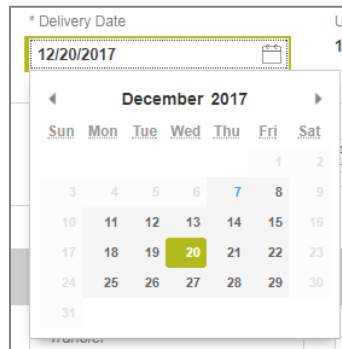 * Delivery Date
12/20/2017
December 2017
Sun Mon Tue Wed Thu Fri Sat
1 2
3 4 5 6 7 8 9
10 11 12 13 14 15 16
17 18 19 20 21 22 23
24 25 26 27 28 29 30
31
U
1